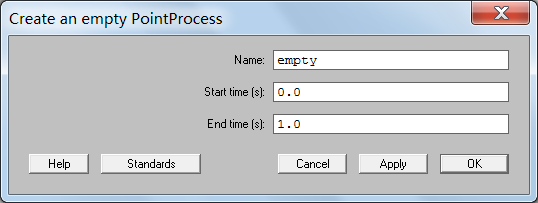 Create an empty PointProcess
Name: empty
Start time (s): 0.0
End time (s): 1.0
Help Standards Cancel Apply OK